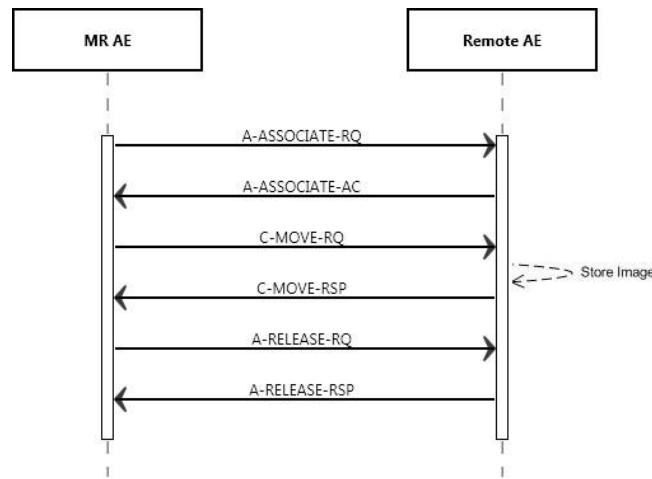 MR AE
Remote AE
A-ASSOCIATE-RQ
A-ASSOCIATE-AC
C-MOVE-RQ
Store Image
C-MOVE-RSP
A-RELEASE-RQ
A-RELEASE-RSP